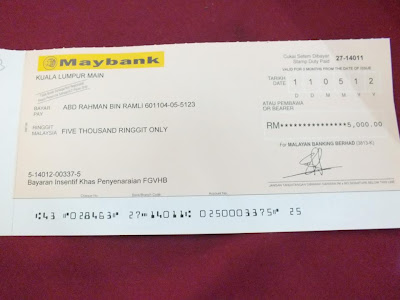 Maybank
KUALA LUMPUR MAIN
Cukai Setem Dibayar
Stamp Duty Paid
27-14011
TARIKH
DATE
1 1 0 5 1 2
D D M M Y Y
BAYAR
PAY
ABD RAHMAN BIN RAMLI 601104-05-5123
ATAU PEMBAWA
OR BEARER
RINGGIT
MALAYSIA
FIVE THOUSAND RINGGIT ONLY
RM****************5,000.00
For MALAYAN BANKING BERHAD
5-14012-00337-5
Bayaran Insentif Khas Penyenaraian FGVHB
028463 27 14011 0250003375 25